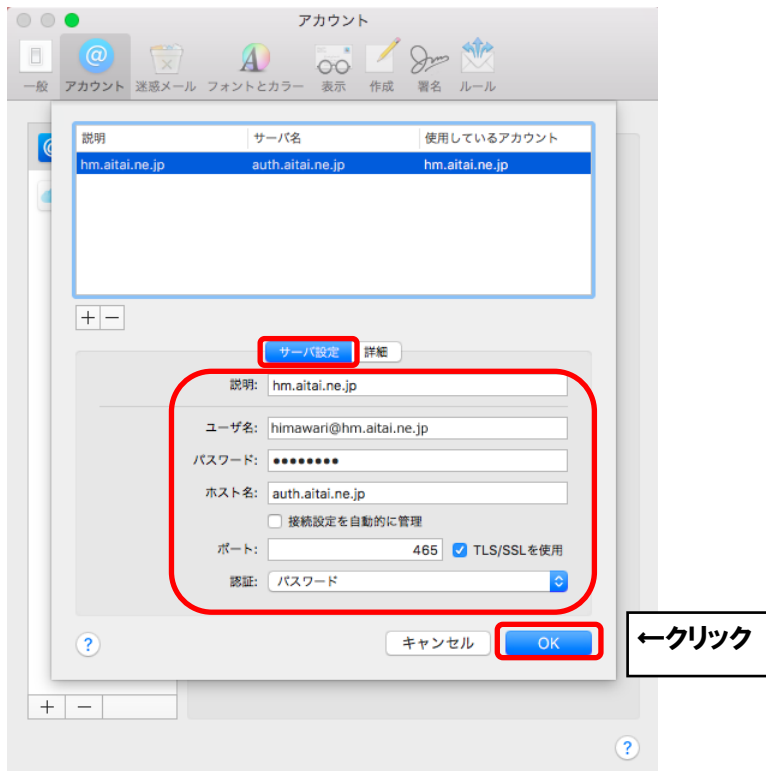 アカウント
一般 アカウント 迷惑メール フォントとカラー 表示 作成 署名 ルール
説明 サーバ名 使用しているアカウント
hm.aitai.ne.jp auth.aitai.ne.jp hm.aitai.ne.jp
+ −
サーバ設定 詳細
説明: hm.aitai.ne.jp
ユーザ名: himawari@hm.aitai.ne.jp
パスワード: ●●●●●●●●
ホスト名: auth.aitai.ne.jp
接続設定を自動的に管理
ポート: 465 TLS/SSLを使用
認証: パスワード
? キャンセル OK
←クリック
+ −
?